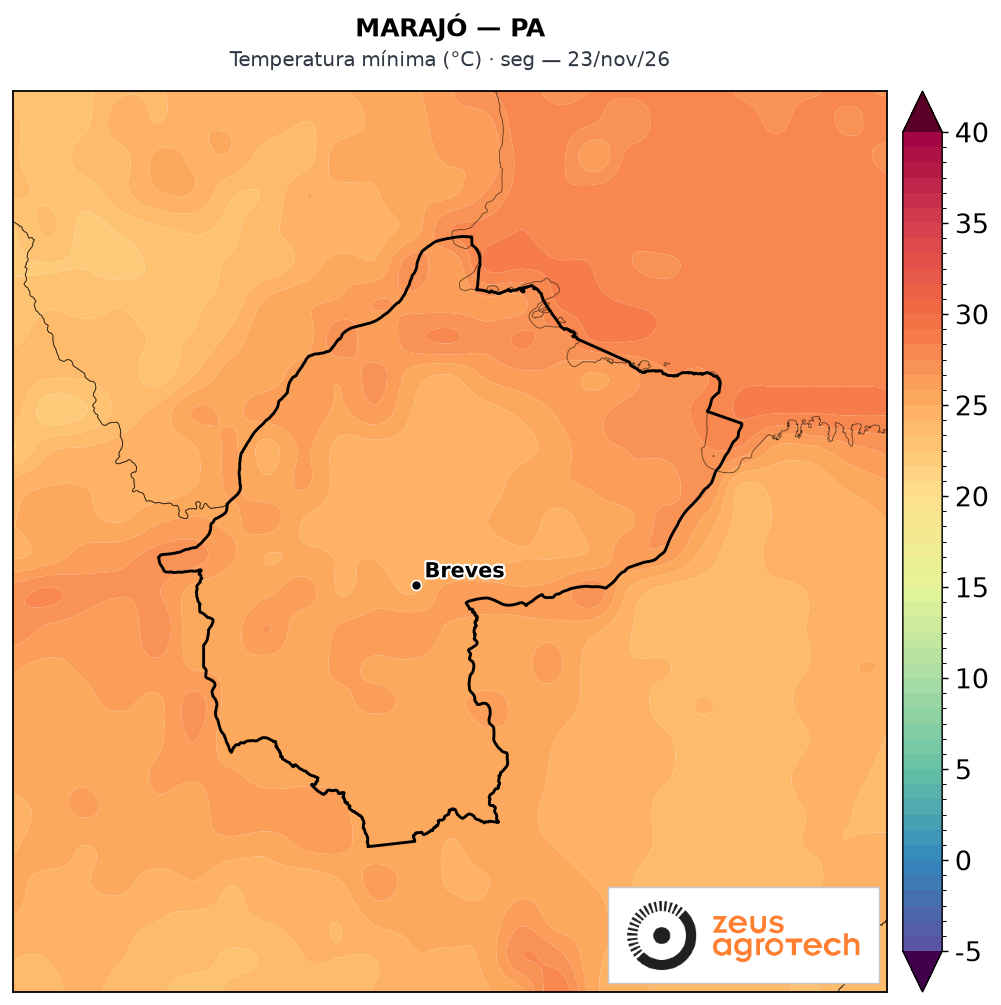 MARAJÓ — PA
Temperatura mínima (°C) · seg — 23/nov/26
40
35
30
25
20
15
10
5
0
-5
Breves
zeus
agrotech